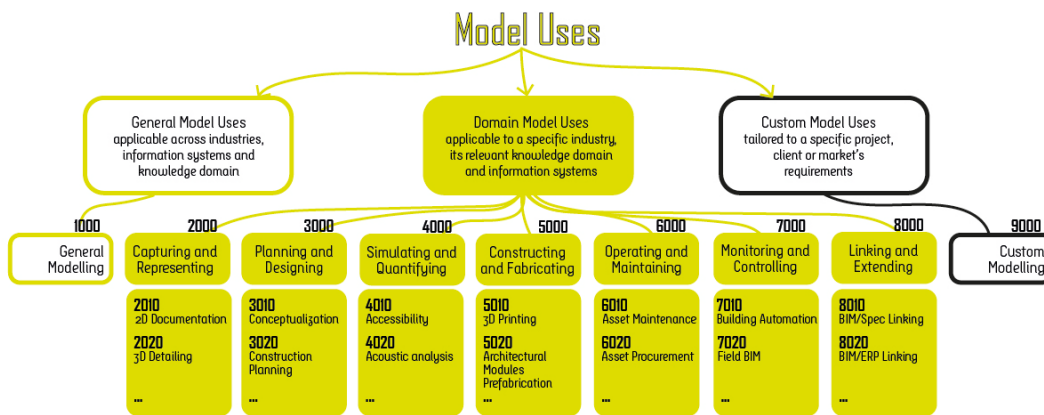 Model Uses
General Model Uses
applicable across industries,
information systems and
knowledge domain
Domain Model Uses
applicable to a specific industry,
its relevant knowledge domain
and information systems
Custom Model Uses
tailored to a specific project,
client or market's
requirements
1000
General
Modelling
2000
Capturing and
Representing
2010
2D Documentation
2020
3D Detailing
...
3000
Planning and
Designing
3010
Conceptualization
3020
Construction
Planning
...
4000
Simulating and
Quantifying
4010
Accessibility
4020
Acoustic analysis
...
5000
Constructing
and Fabricating
5010
3D Printing
5020
Architectural
Modules
Prefabrication
...
6000
Operating and
Maintaining
6010
Asset Maintenance
6020
Asset Procurement
...
7000
Monitoring and
Controlling
7010
Building Automation
7020
Field BIM
...
8000
Linking and
Extending
8010
BIM/Spec Linking
8020
BIM/ERP Linking
...
9000
Custom
Modelling